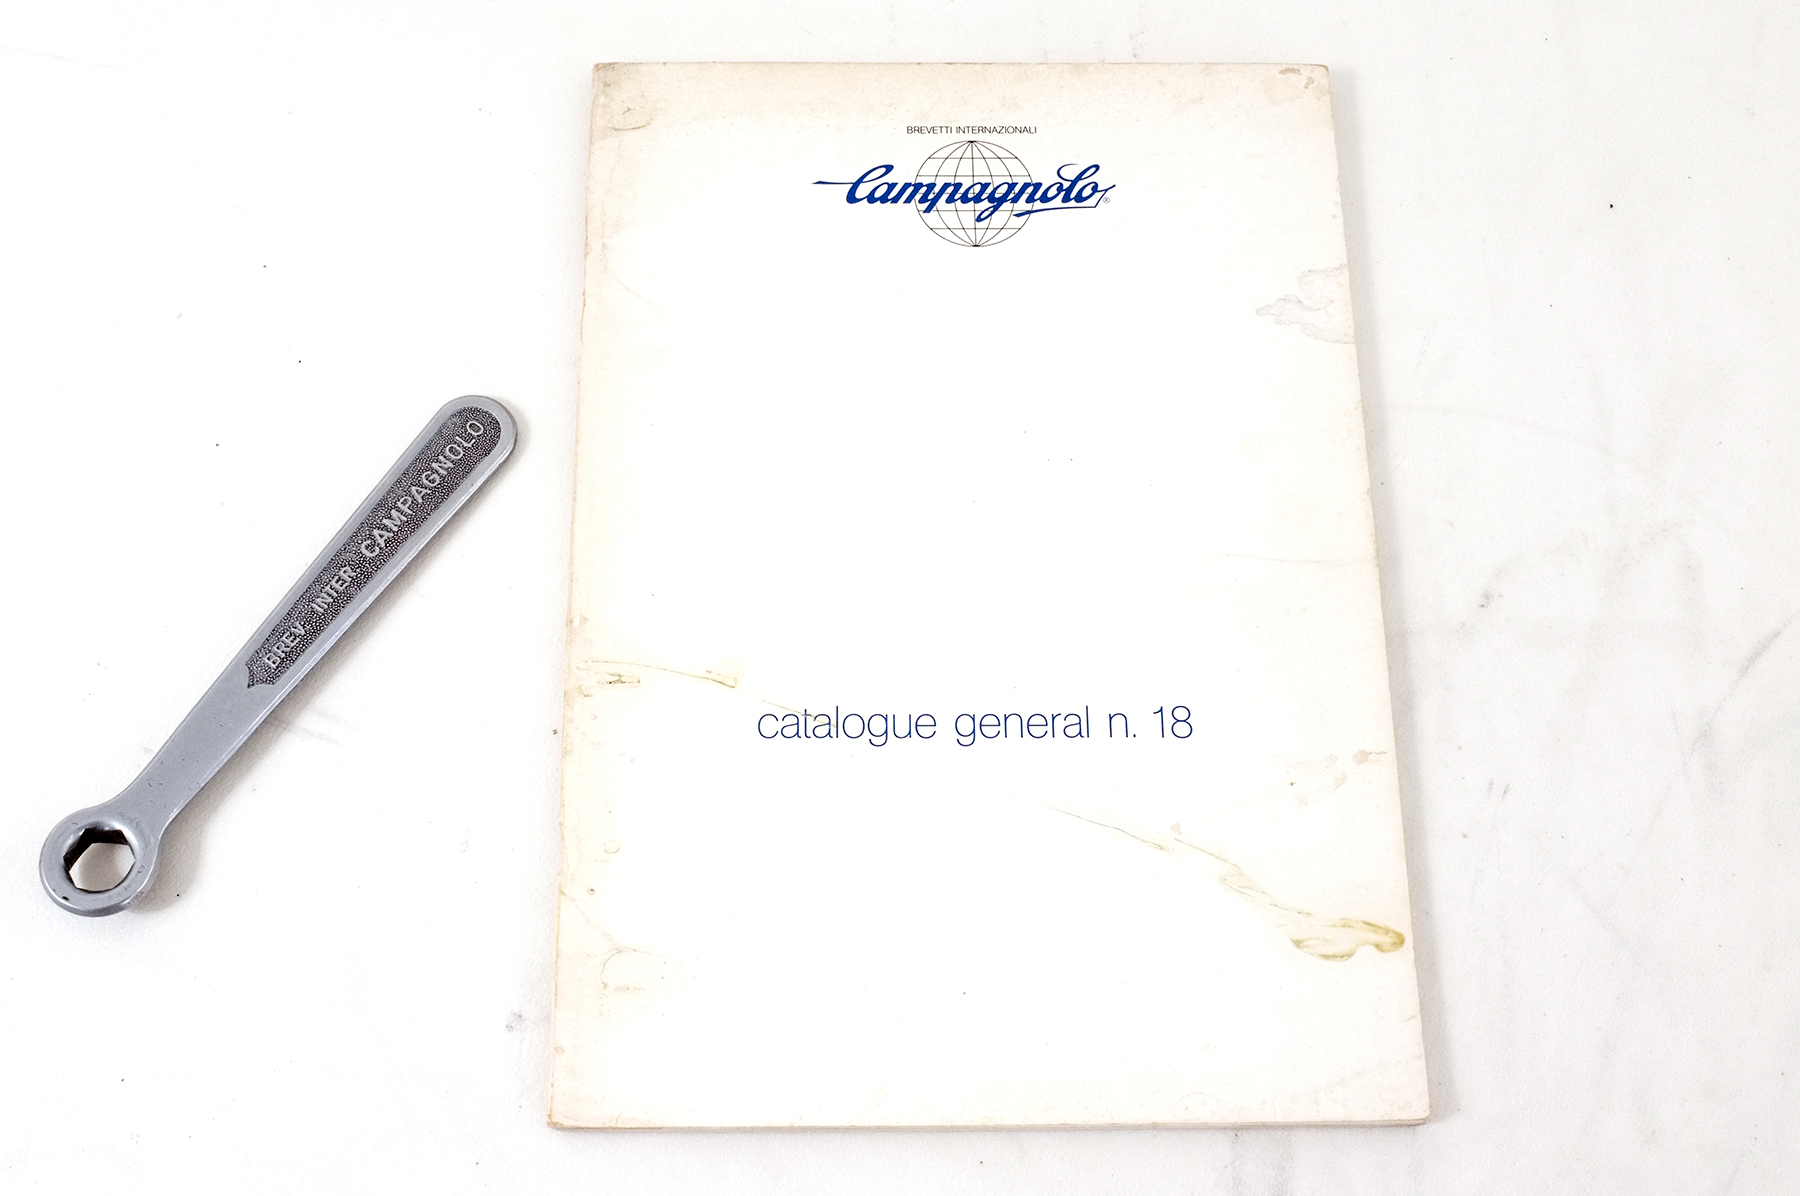 BREVETTI INTERNAZIONALI
Campagnolo®
catalogue general n. 18
BREV. INTER. CAMPAGNOLO